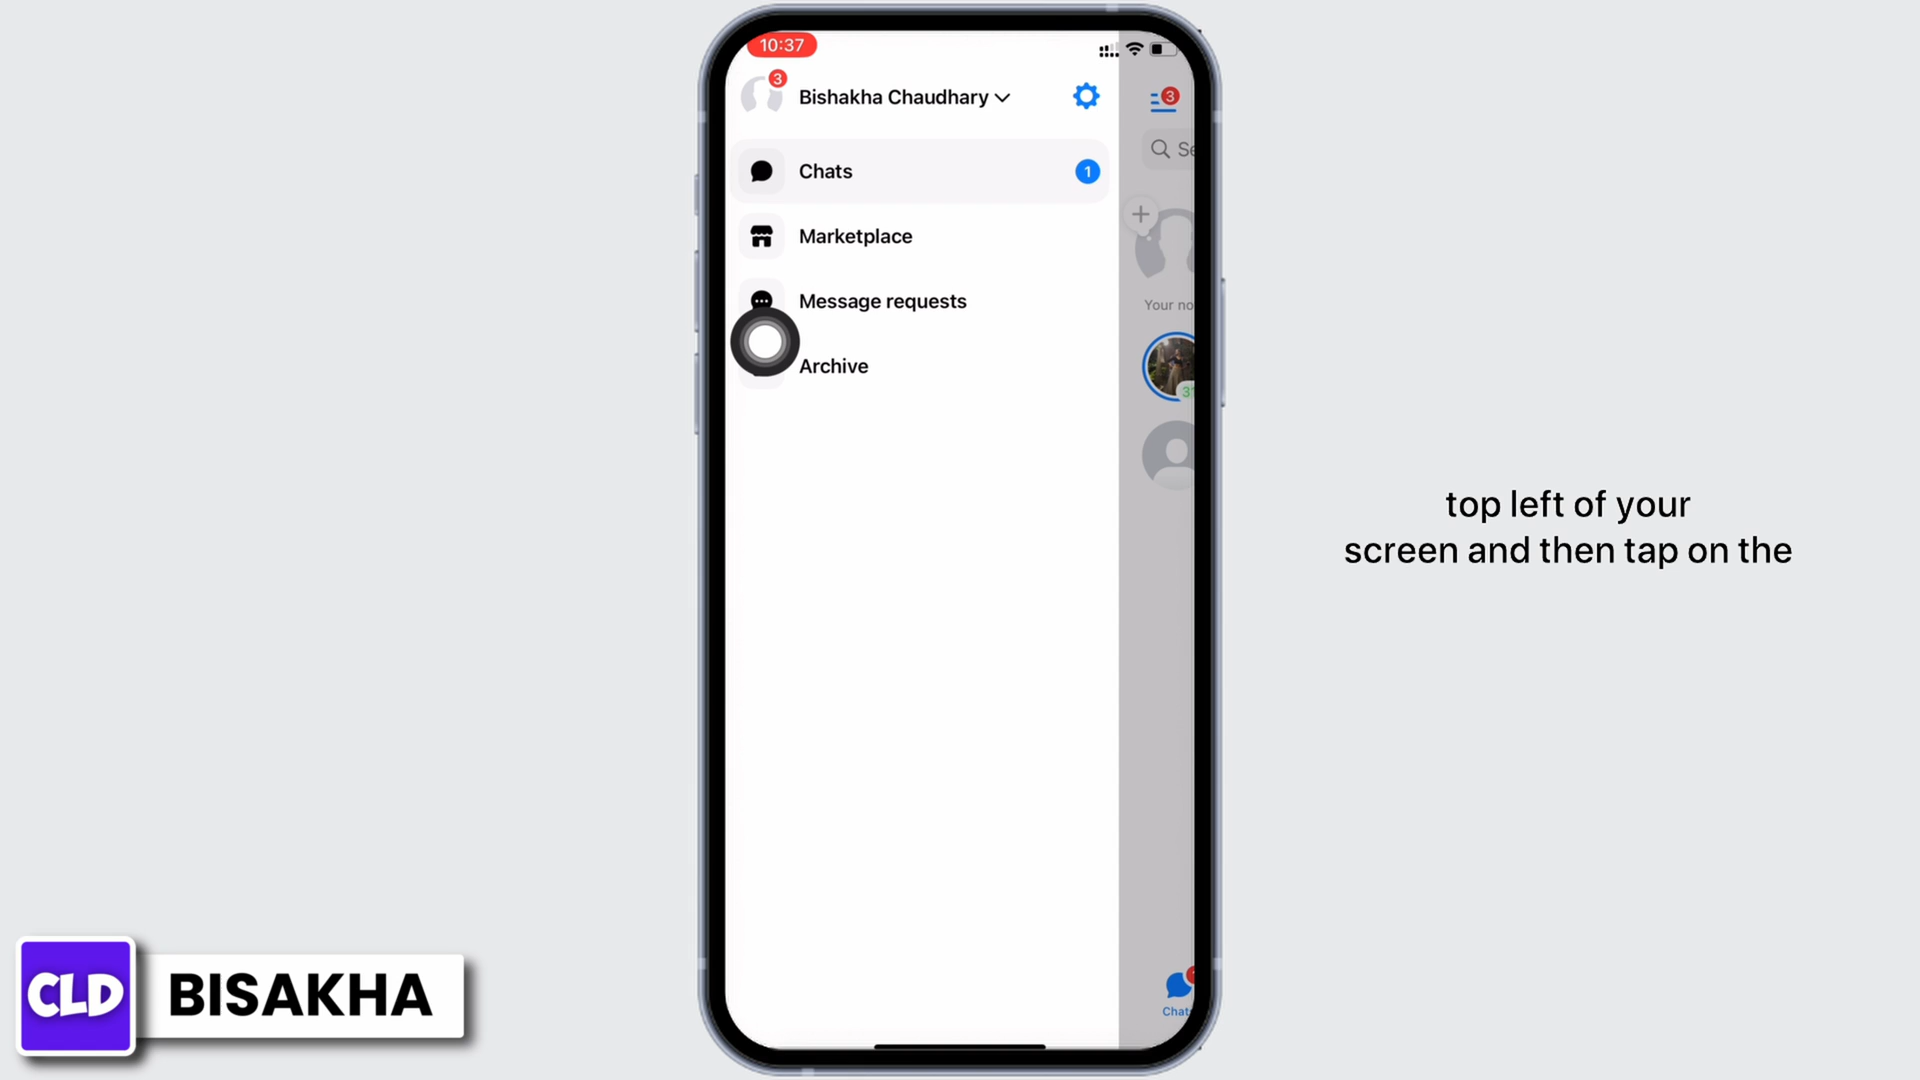 10:37
3
Bishakha Chaudhary
3
Chats
1
Marketplace
Message requests
Archive
Your no
top left of your
screen and then tap on the
Chats
CLD
BISAKHA